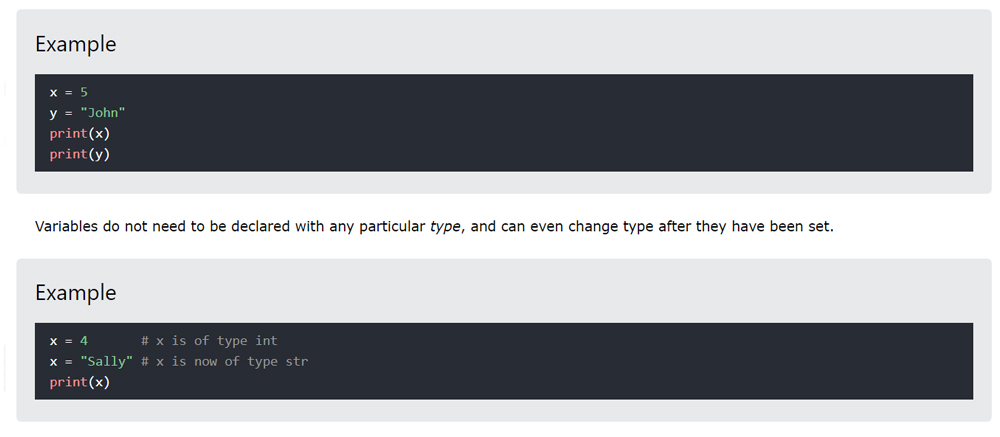 Example
x = 5
y = "John"
print(x)
print(y)
Variables do not need to be declared with any particular type, and can even change type after they have been set.
Example
x = 4       # x is of type int
x = "Sally" # x is now of type str
print(x)